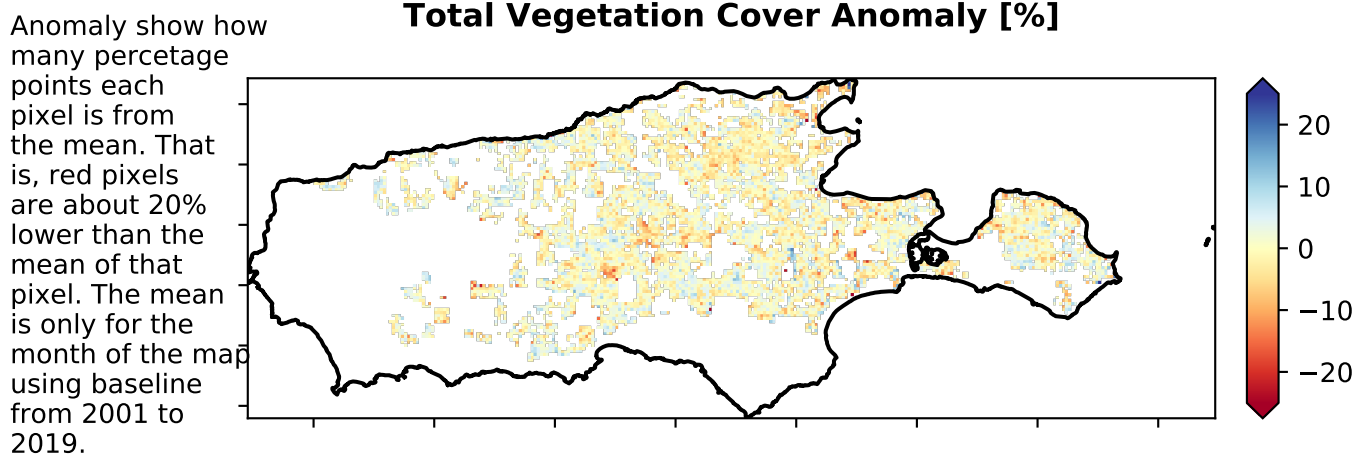 Total Vegetation Cover Anomaly [%]
Anomaly show how
many percetage
points each
pixel is from
the mean. That
is, red pixels
are about 20%
lower than the
mean of that
pixel. The mean
is only for the
month of the map
using baseline
from 2001 to
2019.
20
10
0
−10
−20